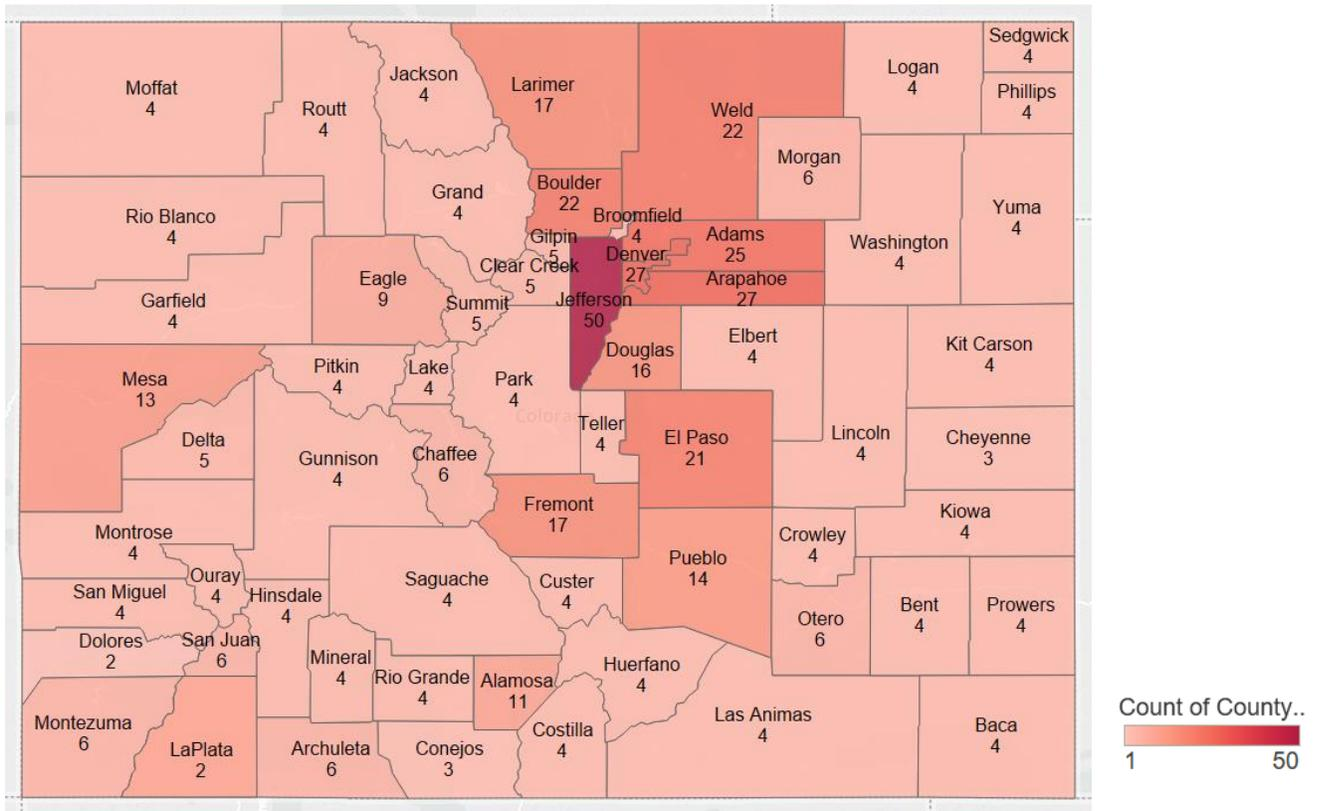 Sedgwick
4
Logan
4
Phillips
4
Moffat
4
Routt
4
Jackson
4
Larimer
17
Weld
22
Morgan
6
Boulder
22
Grand
4
Rio Blanco
4
Broomfield
4
Yuma
4
Gilpin
5
Denver
27
Adams
25
Washington
4
Clear Creek
5
Eagle
9
Arapahoe
27
Garfield
4
Summit
5
Jefferson
50
Douglas
16
Elbert
4
Kit Carson
4
Mesa
13
Pitkin
4
Lake
4
Park
4
Colora
Teller
4
El Paso
21
Lincoln
4
Cheyenne
3
Delta
5
Gunnison
4
Chaffee
6
Fremont
17
Kiowa
4
Montrose
4
Crowley
4
Pueblo
14
Ouray
4
Saguache
4
Custer
4
San Miguel
4
Hinsdale
4
Otero
6
Bent
4
Prowers
4
Dolores
2
San Juan
6
Mineral
4
Rio Grande
4
Alamosa
11
Huerfano
4
Montezuma
6
LaPlata
2
Archuleta
6
Conejos
3
Costilla
4
Las Animas
4
Baca
4
Count of County..
1 50